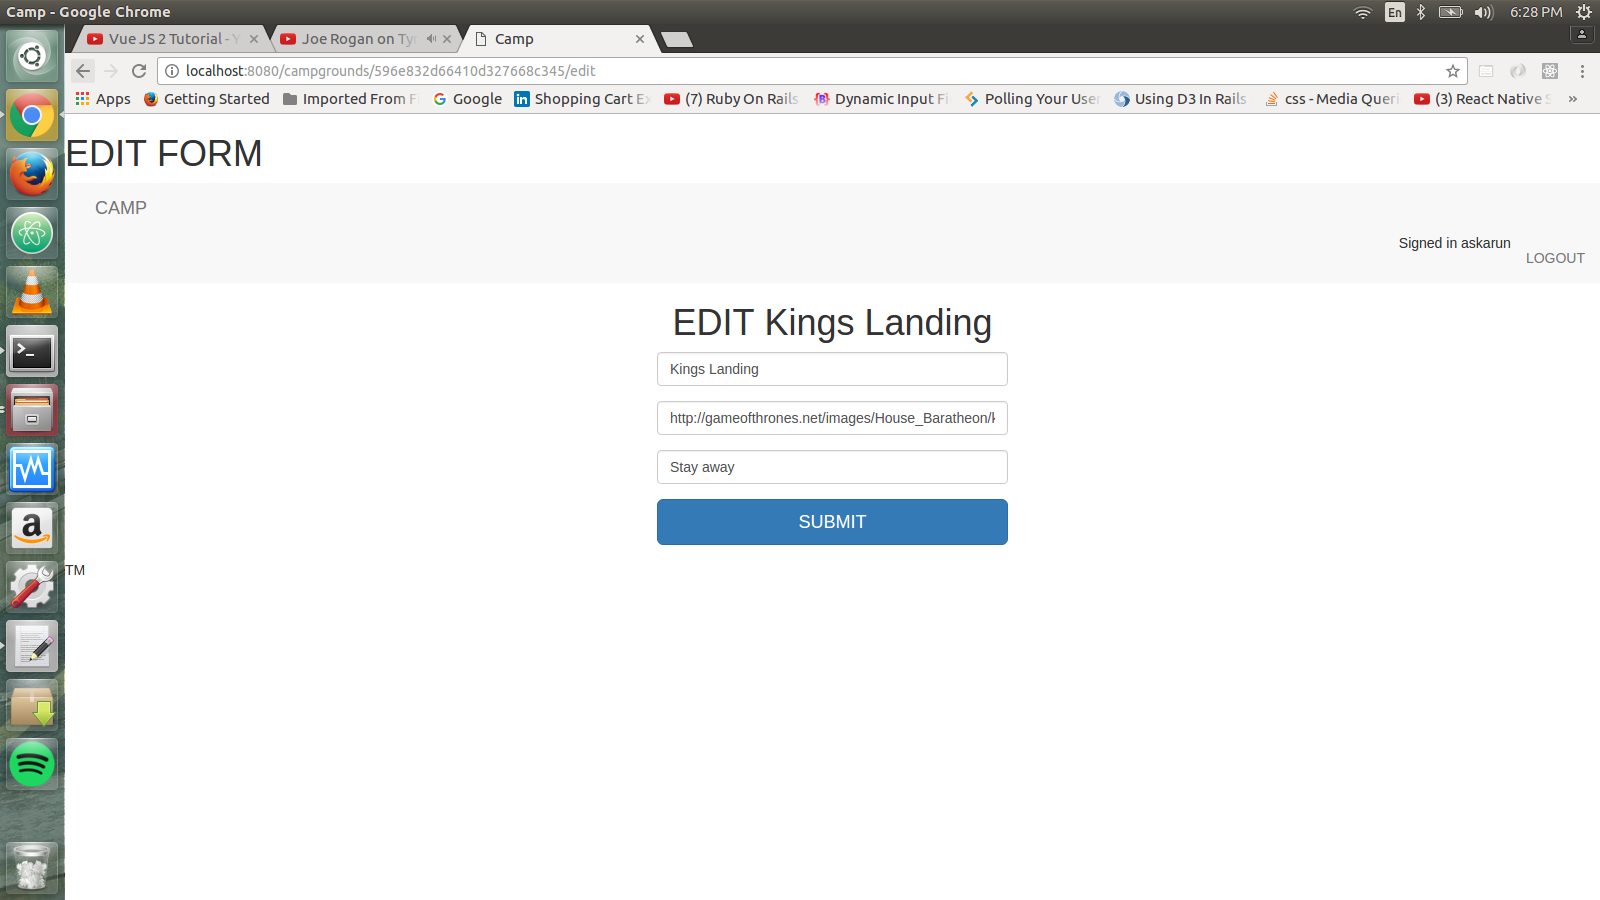 Camp - Google Chrome
En
6:28 PM
Vue JS 2 Tutorial - Y
Joe Rogan on Ty
Camp
localhost:8080/campgrounds/596e832d66410d327668c345/edit
Apps
Getting Started
Imported From F
Google
Shopping Cart Ex
(7) Ruby On Rails
Dynamic Input Fi
Polling Your User
Using D3 In Rails
css - Media Queri
(3) React Native S
»
EDIT FORM
CAMP
Signed in askarun
LOGOUT
EDIT Kings Landing
Kings Landing
http://gameofthrones.net/images/House_Baratheon/k
Stay away
SUBMIT
TM